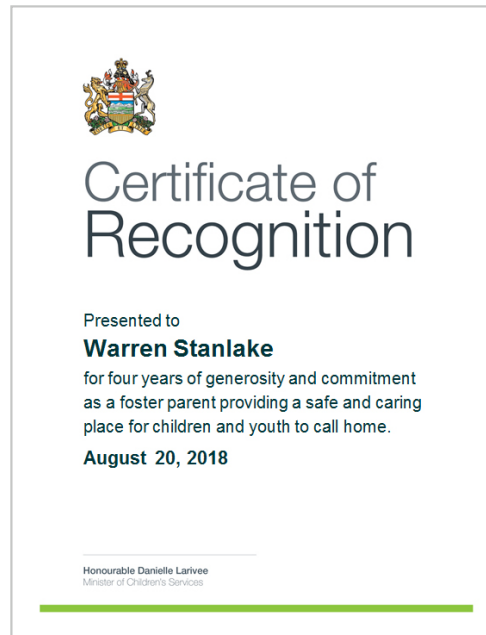 Certificate of
Recognition
Presented to
Warren Stanlake
for four years of generosity and commitment
as a foster parent providing a safe and caring
place for children and youth to call home.
August 20, 2018
Honourable Danielle Larivee
Minister of Children's Services